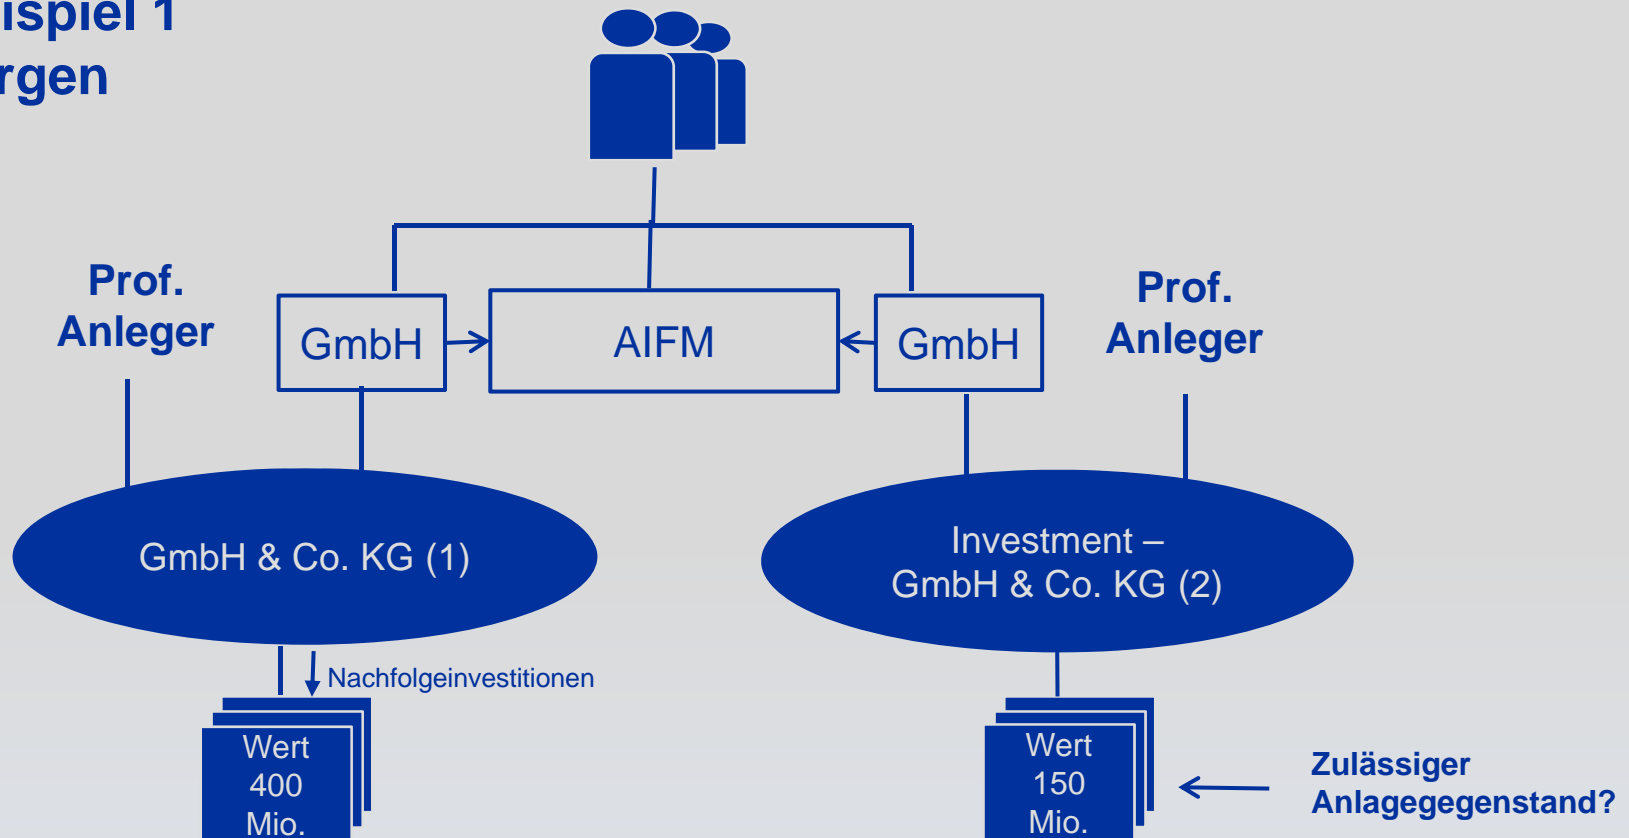 ispiel 1
rgen
Prof.
Anleger
GmbH
AIFM
GmbH
Prof.
Anleger
GmbH & Co. KG (1)
Investment –
GmbH & Co. KG (2)
Nachfolgeinvestitionen
Wert
400
Mio.
Wert
150
Mio.
Zulässiger
Anlagegegenstand?